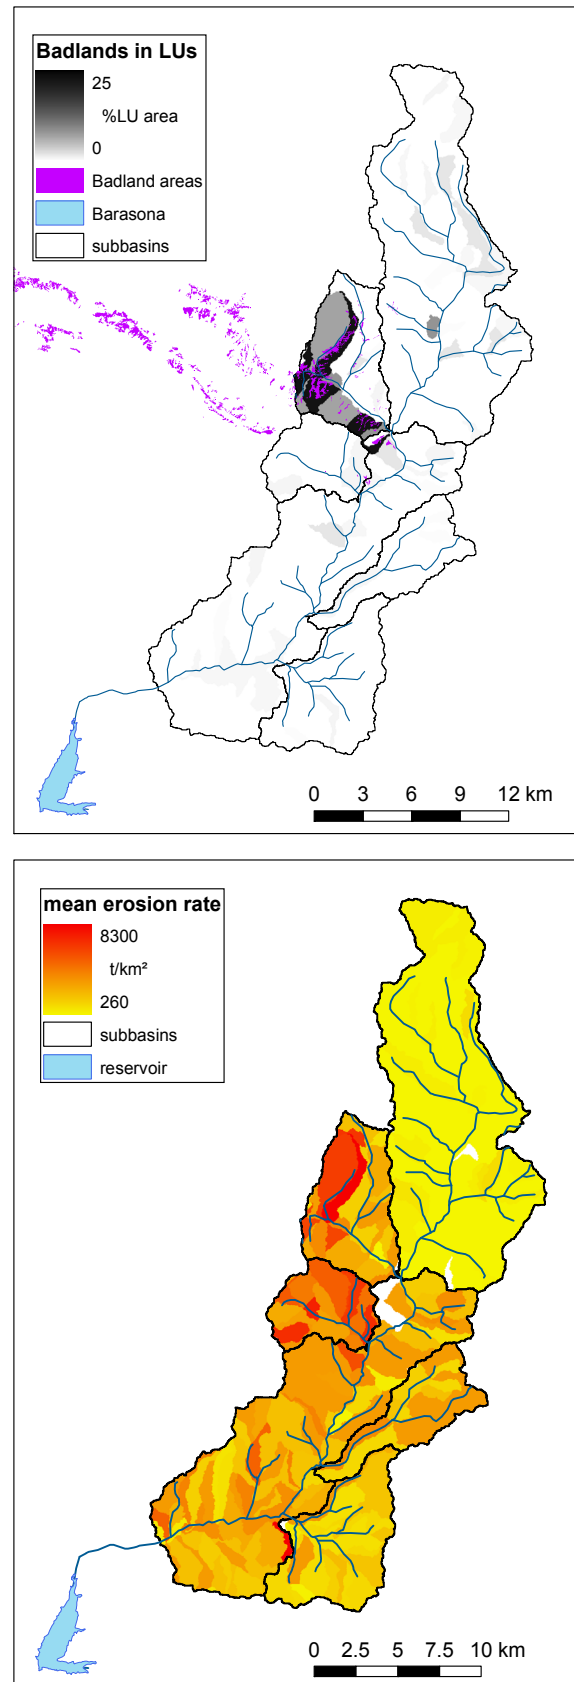 Badlands in LUs
25
%LU area
0
Badland areas
Barasona
subbasins
0 3 6 9 12 km
mean erosion rate
8300
t/km²
260
subbasins
reservoir
0 2.5 5 7.5 10 km